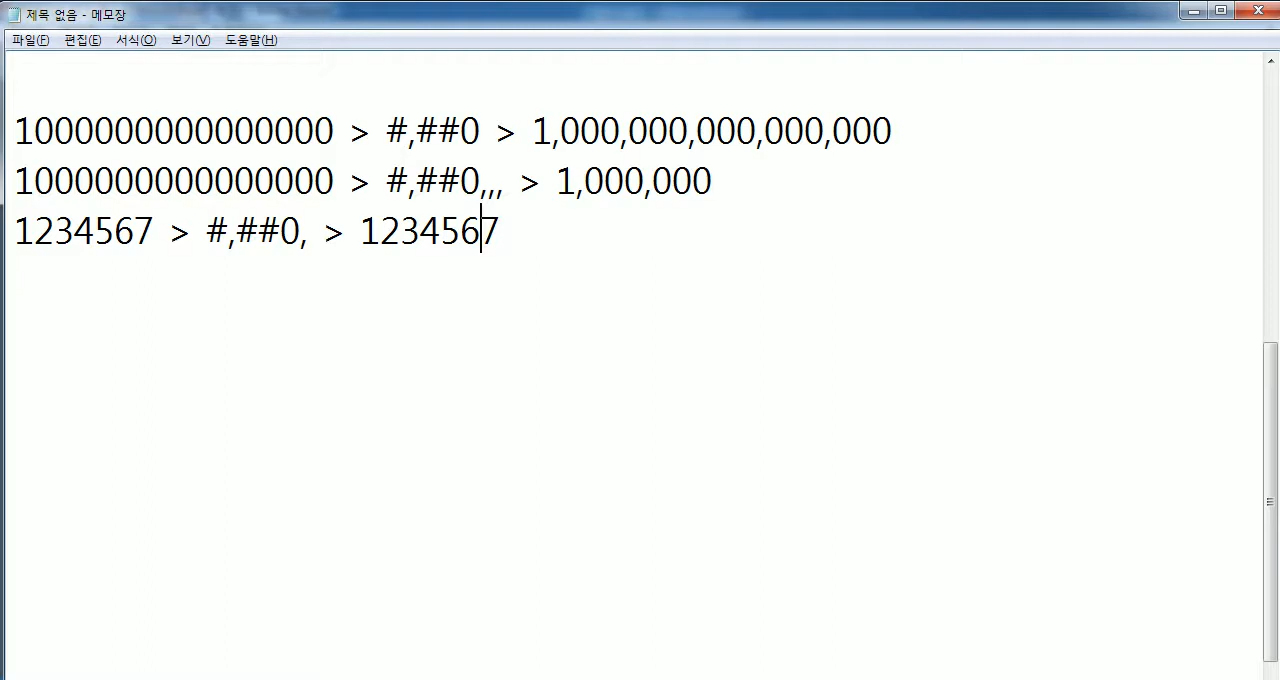 제목 없음 - 메모장
파일(F) 편집(E) 서식(O) 보기(V) 도움말(H)
1000000000000000 > #,##0 > 1,000,000,000,000,000
1000000000000000 > #,##0,,, > 1,000,000
1234567 > #,##0, > 1234567